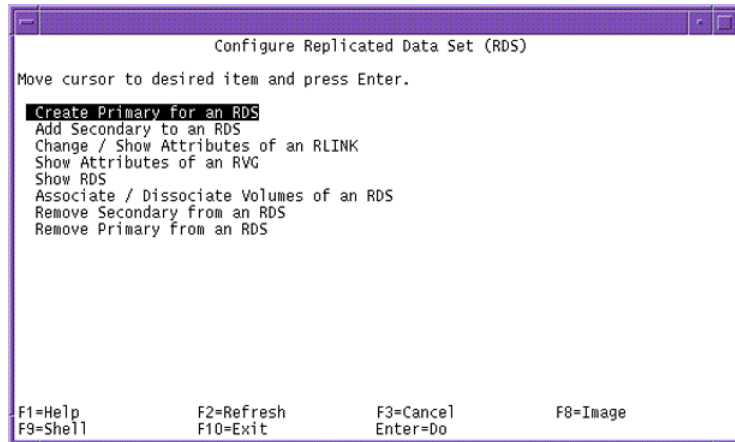 Configure Replicated Data Set (RDS)
Move cursor to desired item and press Enter.
Create Primary for an RDS
Add Secondary to an RDS
Change / Show Attributes of an RLINK
Show Attributes of an RVG
Show RDS
Associate / Dissociate Volumes of an RDS
Remove Secondary from an RDS
Remove Primary from an RDS
F1=Help F2=Refresh F3=Cancel F8=Image
F9=Shell F10=Exit Enter=Do